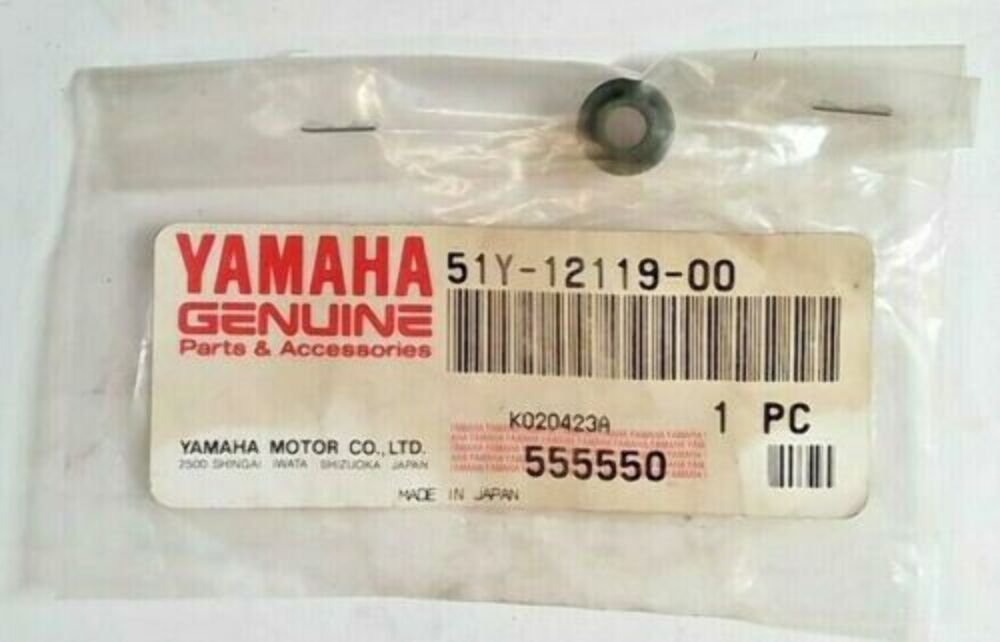 YAMAHA
GENUINE
Parts & Accessories
51Y-12119-00
K020423A
1 PC
YAMAHA MOTOR CO., LTD.
2500 SHINGAI IWATA SHIZUOKA JAPAN
555550
MADE IN JAPAN